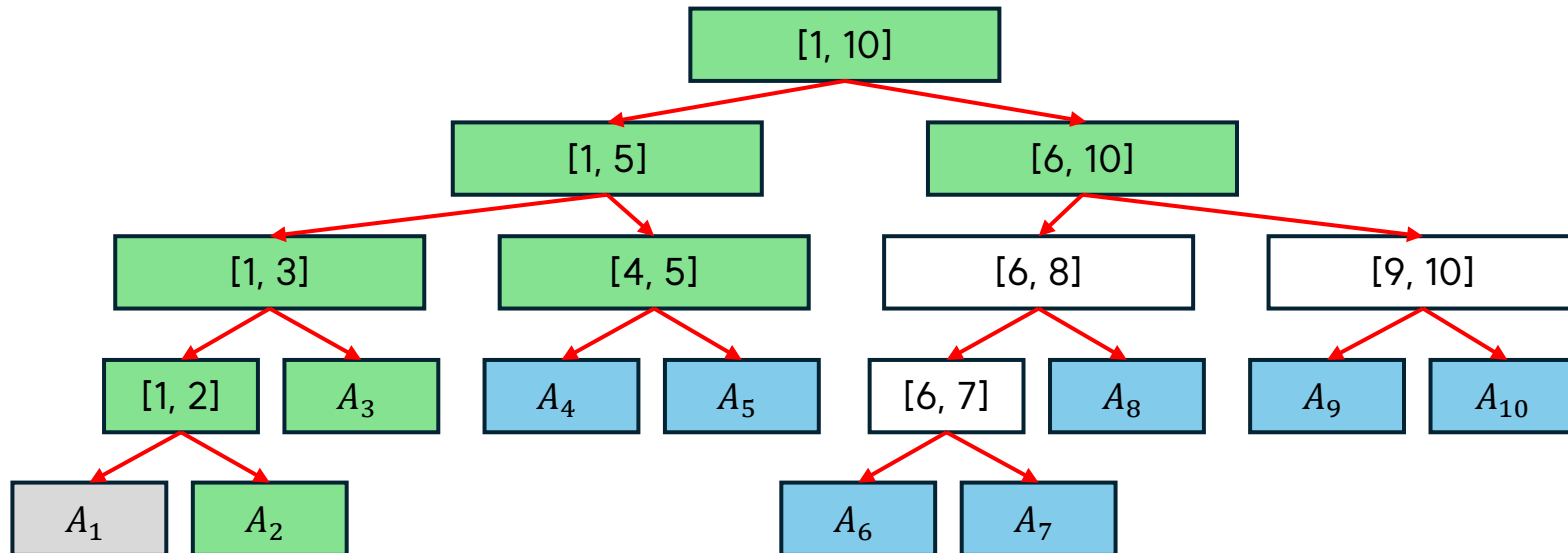 [1, 10]
[1, 5]
[6, 10]
[1, 3]
[4, 5]
[6, 8]
[9, 10]
[1, 2]
A₃
A₄
A₅
[6, 7]
A₈
A₉
A₁₀
A₁
A₂
A₆
A₇